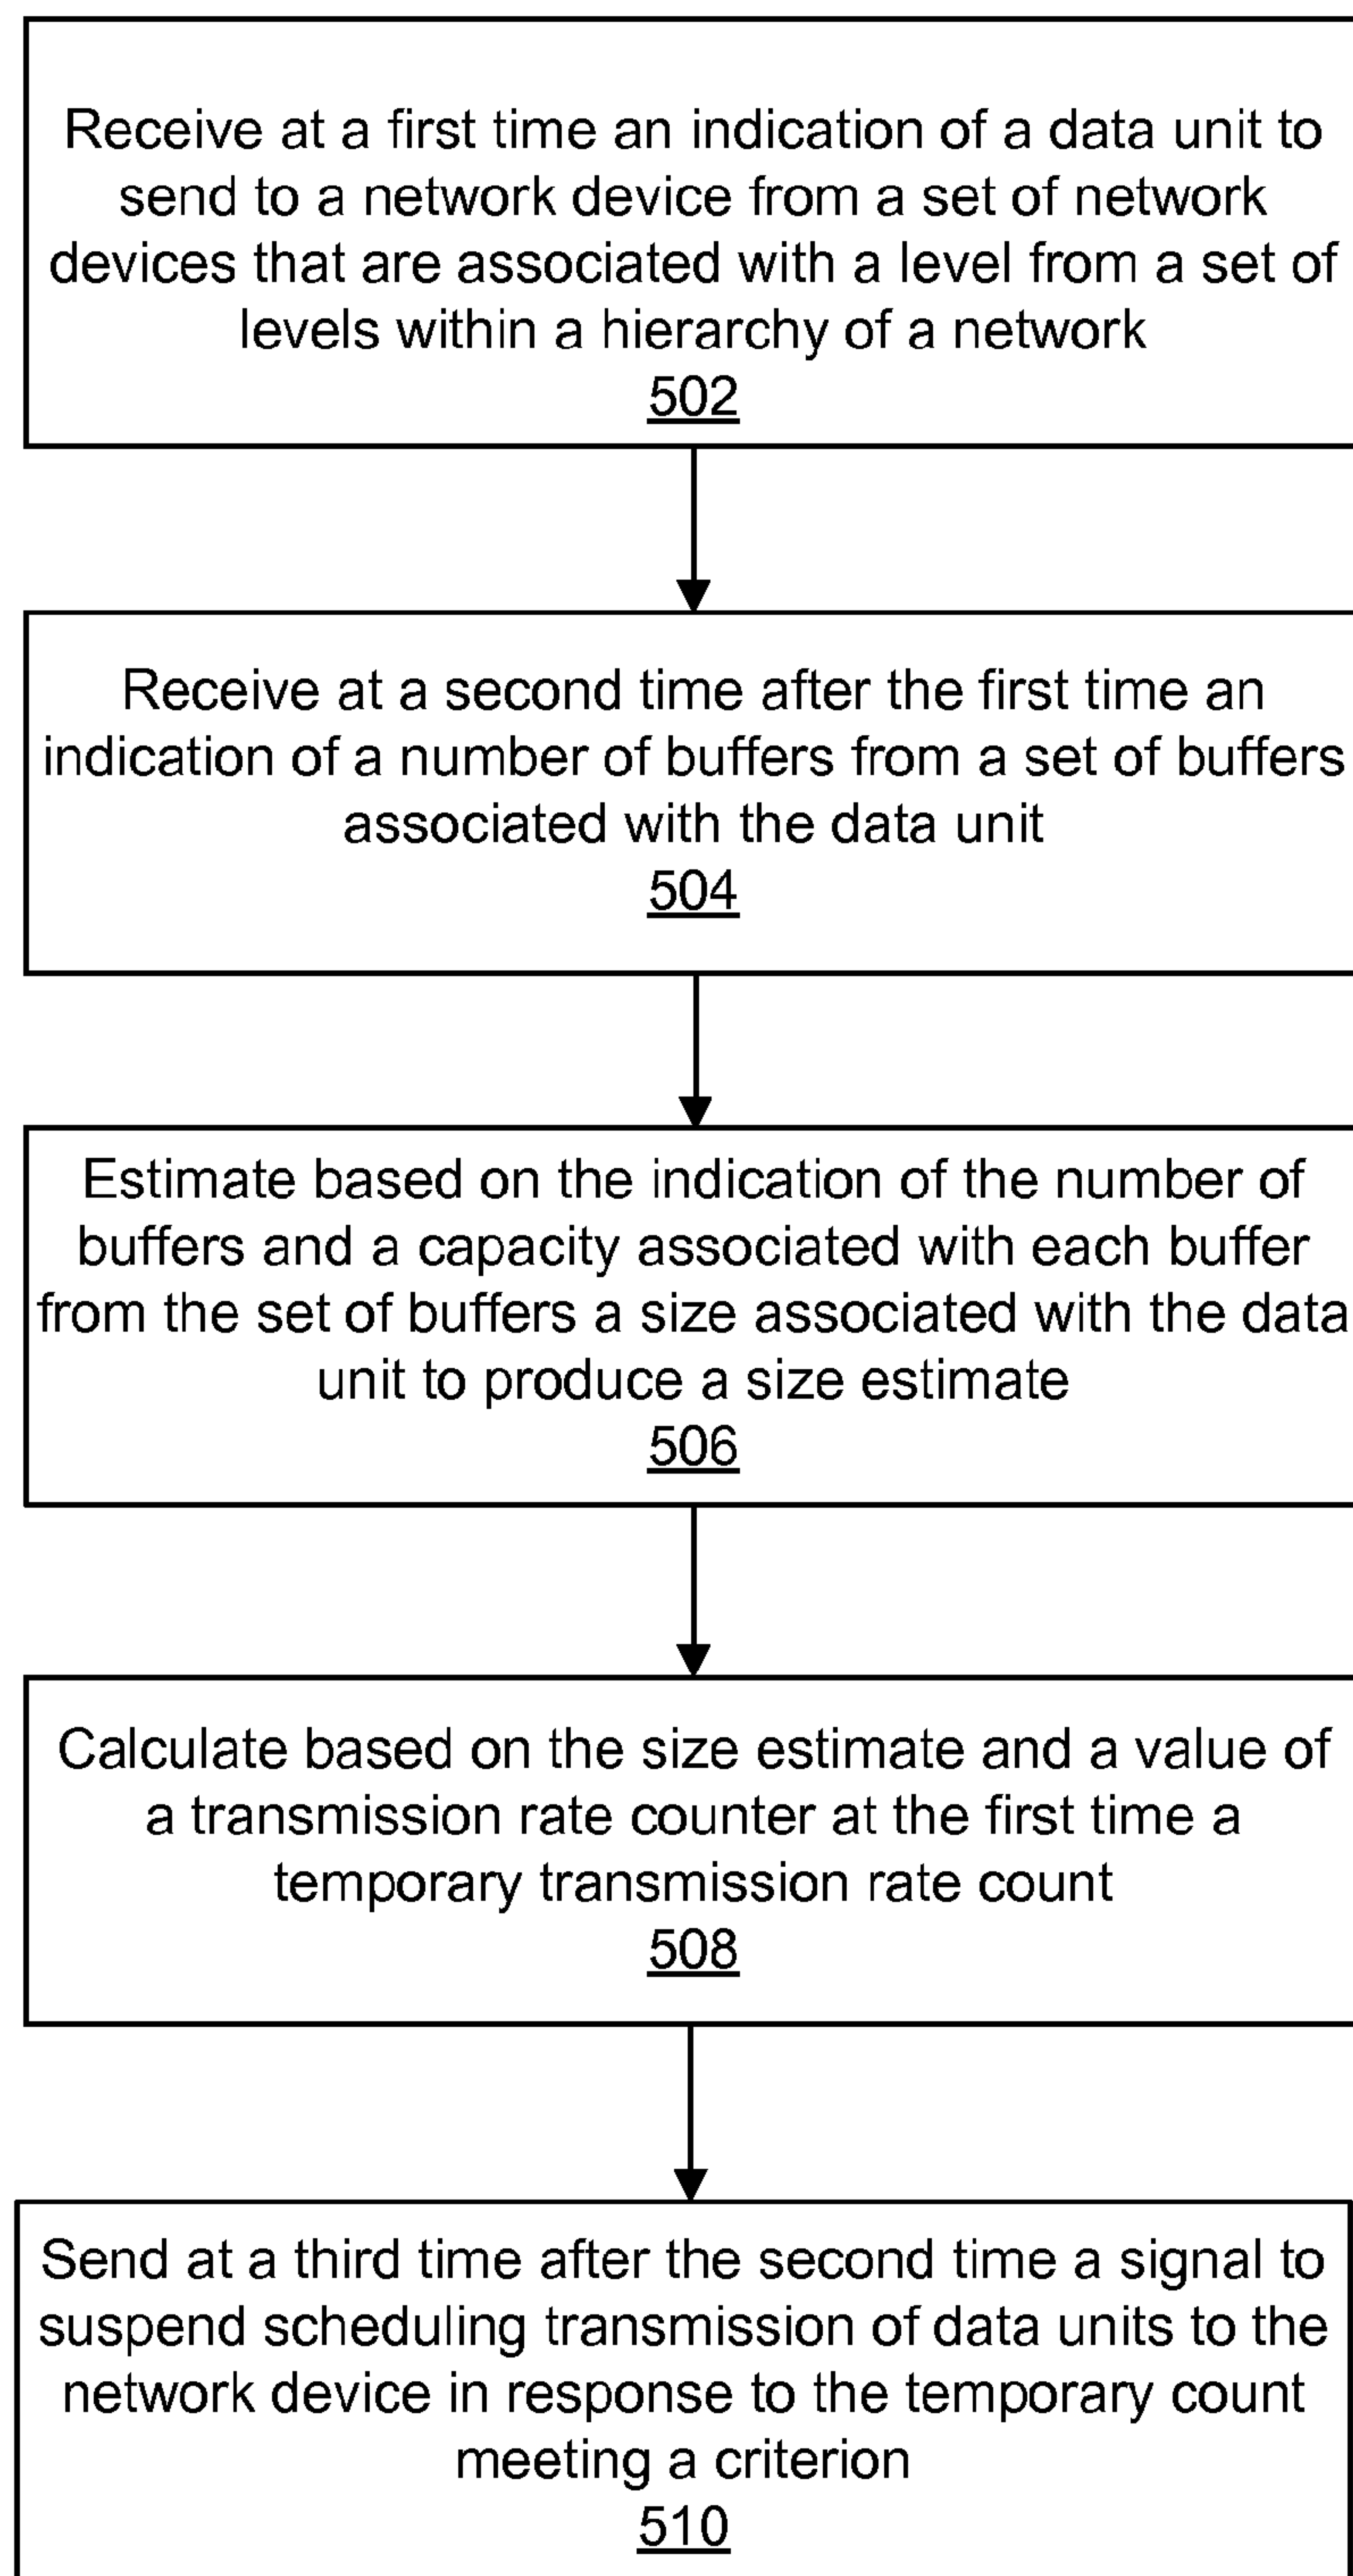 Receive at a first time an indication of a data unit to
send to a network device from a set of network
devices that are associated with a level from a set of
levels within a hierarchy of a network
502
Receive at a second time after the first time an
indication of a number of buffers from a set of buffers
associated with the data unit
504
Estimate based on the indication of the number of
buffers and a capacity associated with each buffer
from the set of buffers a size associated with the data
unit to produce a size estimate
506
Calculate based on the size estimate and a value of
a transmission rate counter at the first time a
temporary transmission rate count
508
Send at a third time after the second time a signal to
suspend scheduling transmission of data units to the
network device in response to the temporary count
meeting a criterion
510